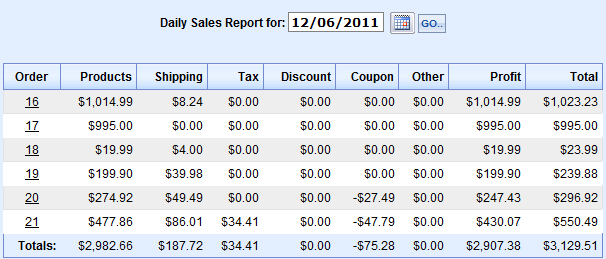 Daily Sales Report for: 12/06/2011 GO..
Order Products Shipping Tax Discount Coupon Other Profit Total
16 $1,014.99 $8.24 $0.00 $0.00 $0.00 $0.00 $1,014.99 $1,023.23
17 $995.00 $0.00 $0.00 $0.00 $0.00 $0.00 $995.00 $995.00
18 $19.99 $4.00 $0.00 $0.00 $0.00 $0.00 $19.99 $23.99
19 $199.90 $39.98 $0.00 $0.00 $0.00 $0.00 $199.90 $239.88
20 $274.92 $49.49 $0.00 $0.00 -$27.49 $0.00 $247.43 $296.92
21 $477.86 $86.01 $34.41 $0.00 -$47.79 $0.00 $430.07 $550.49
Totals: $2,982.66 $187.72 $34.41 $0.00 -$75.28 $0.00 $2,907.38 $3,129.51